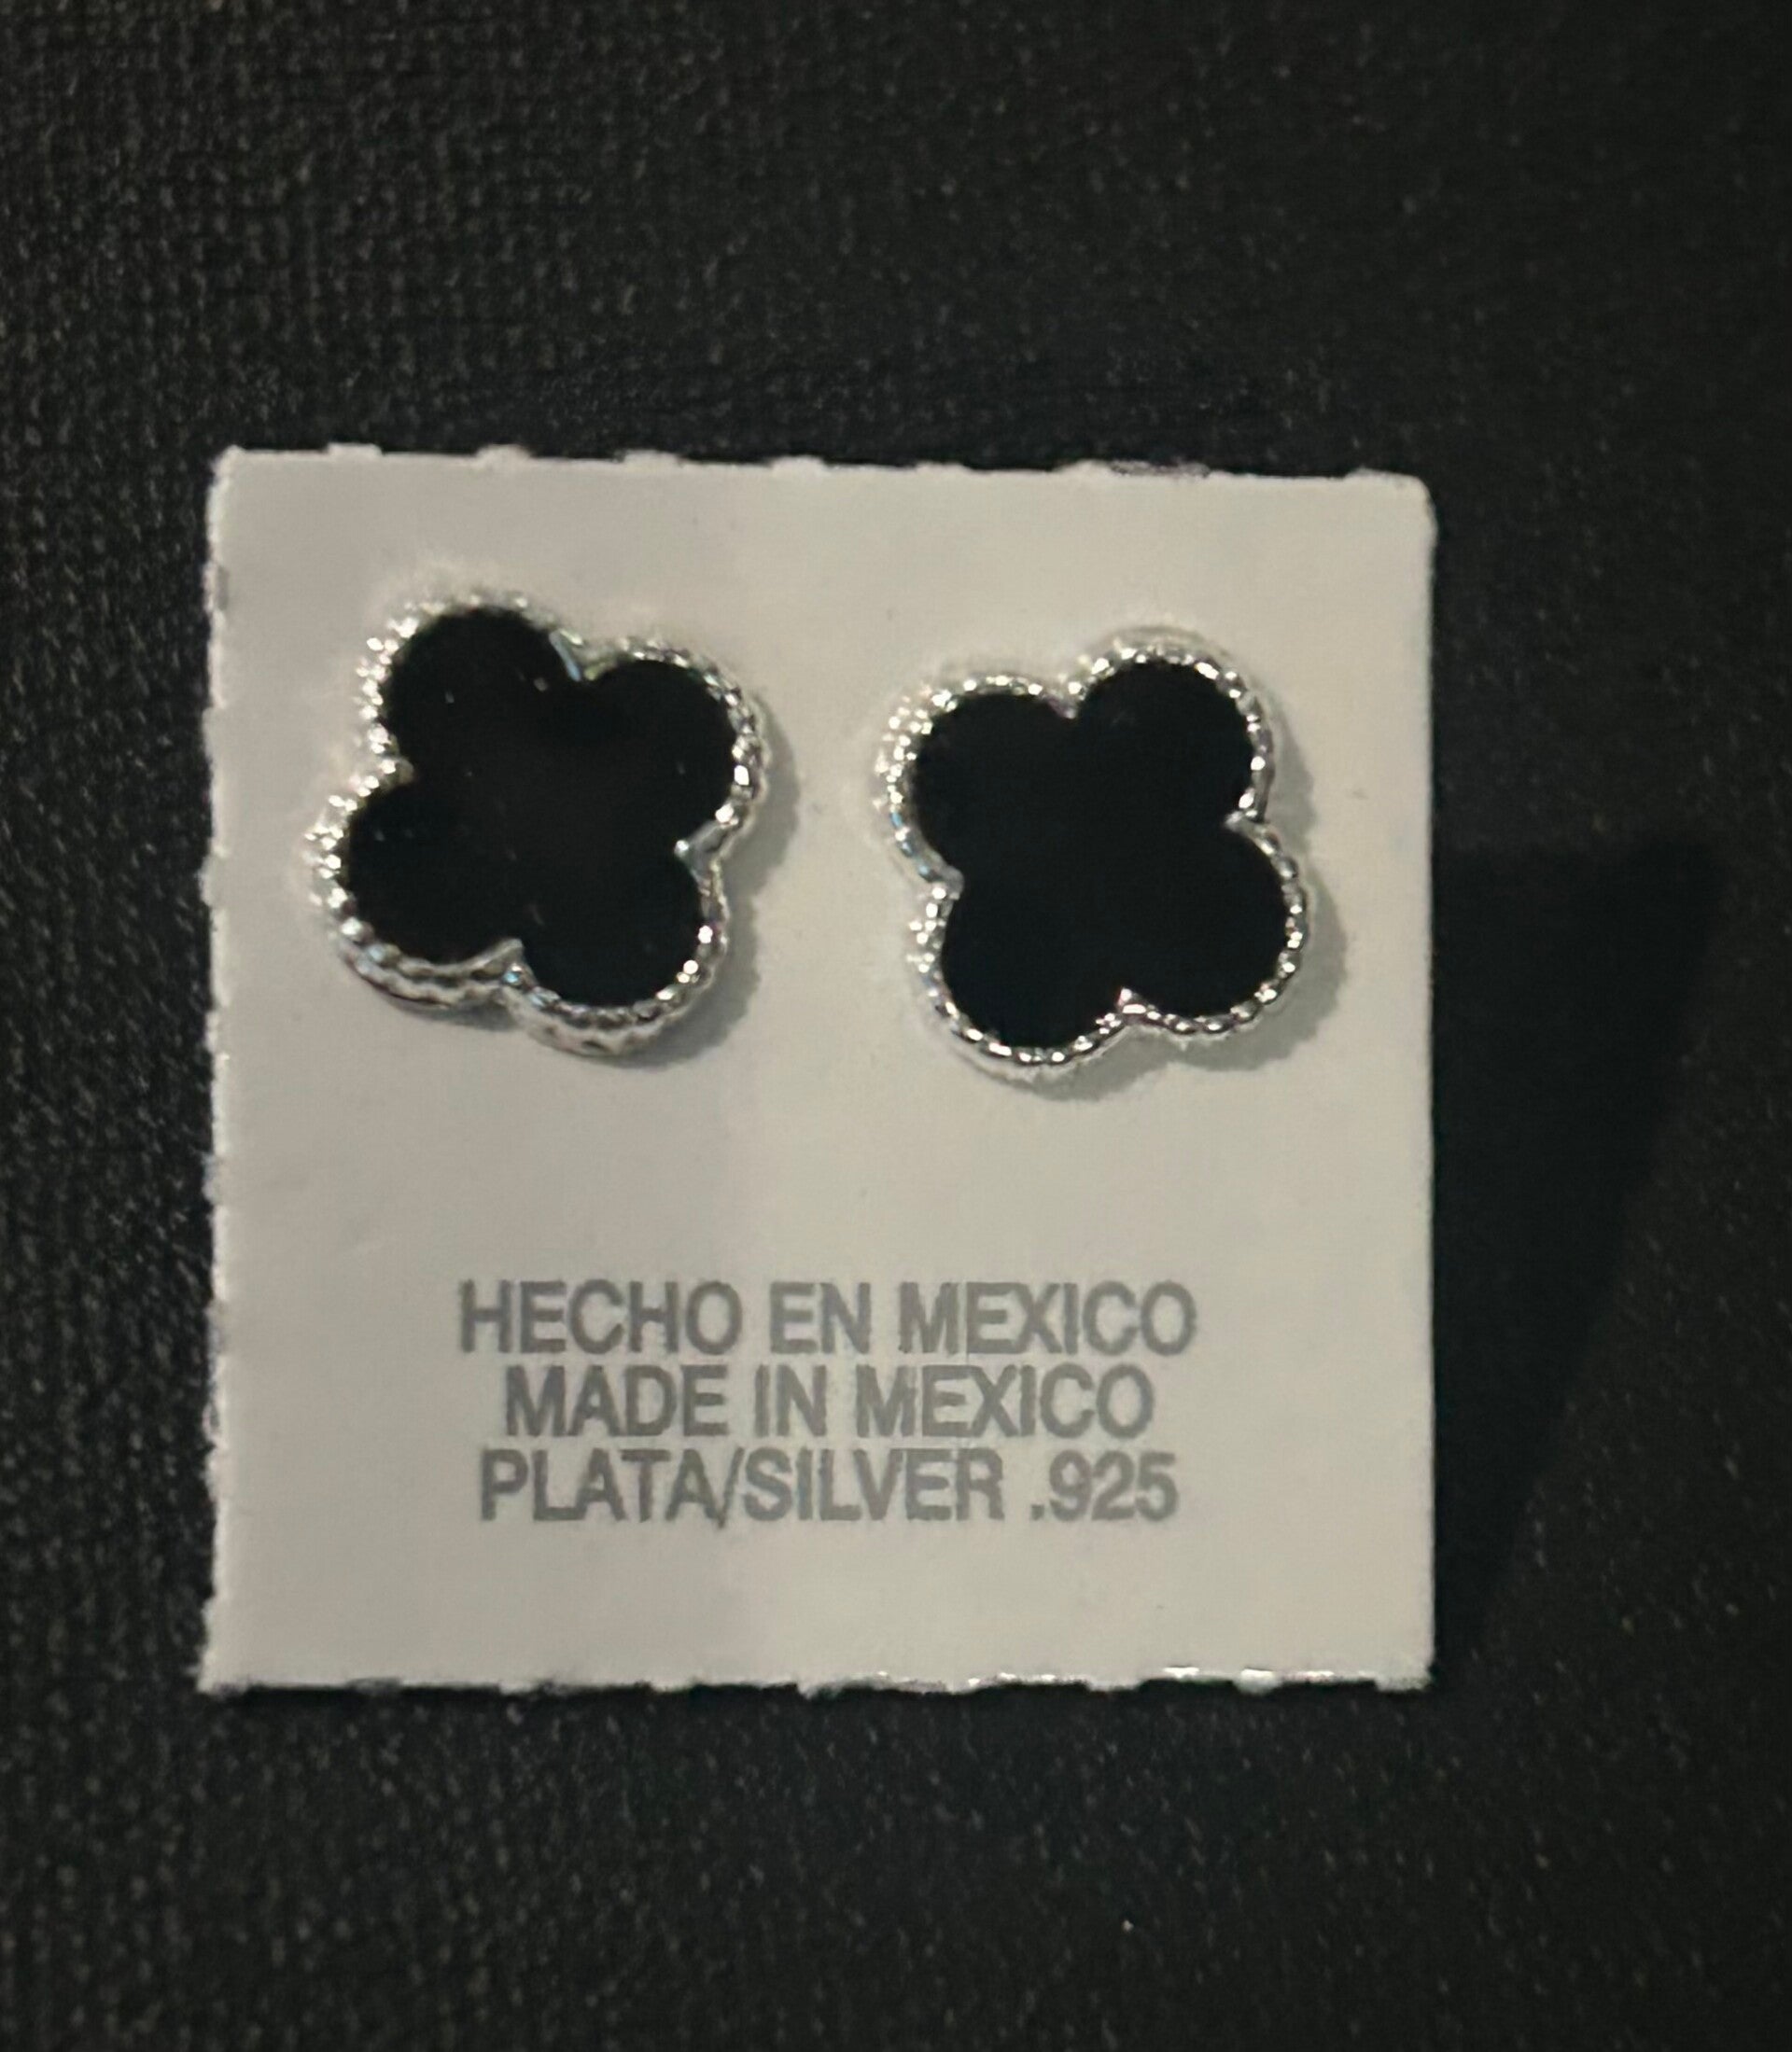 HECHO EN MEXICO
MADE IN MEXICO
PLATA/SILVER .925